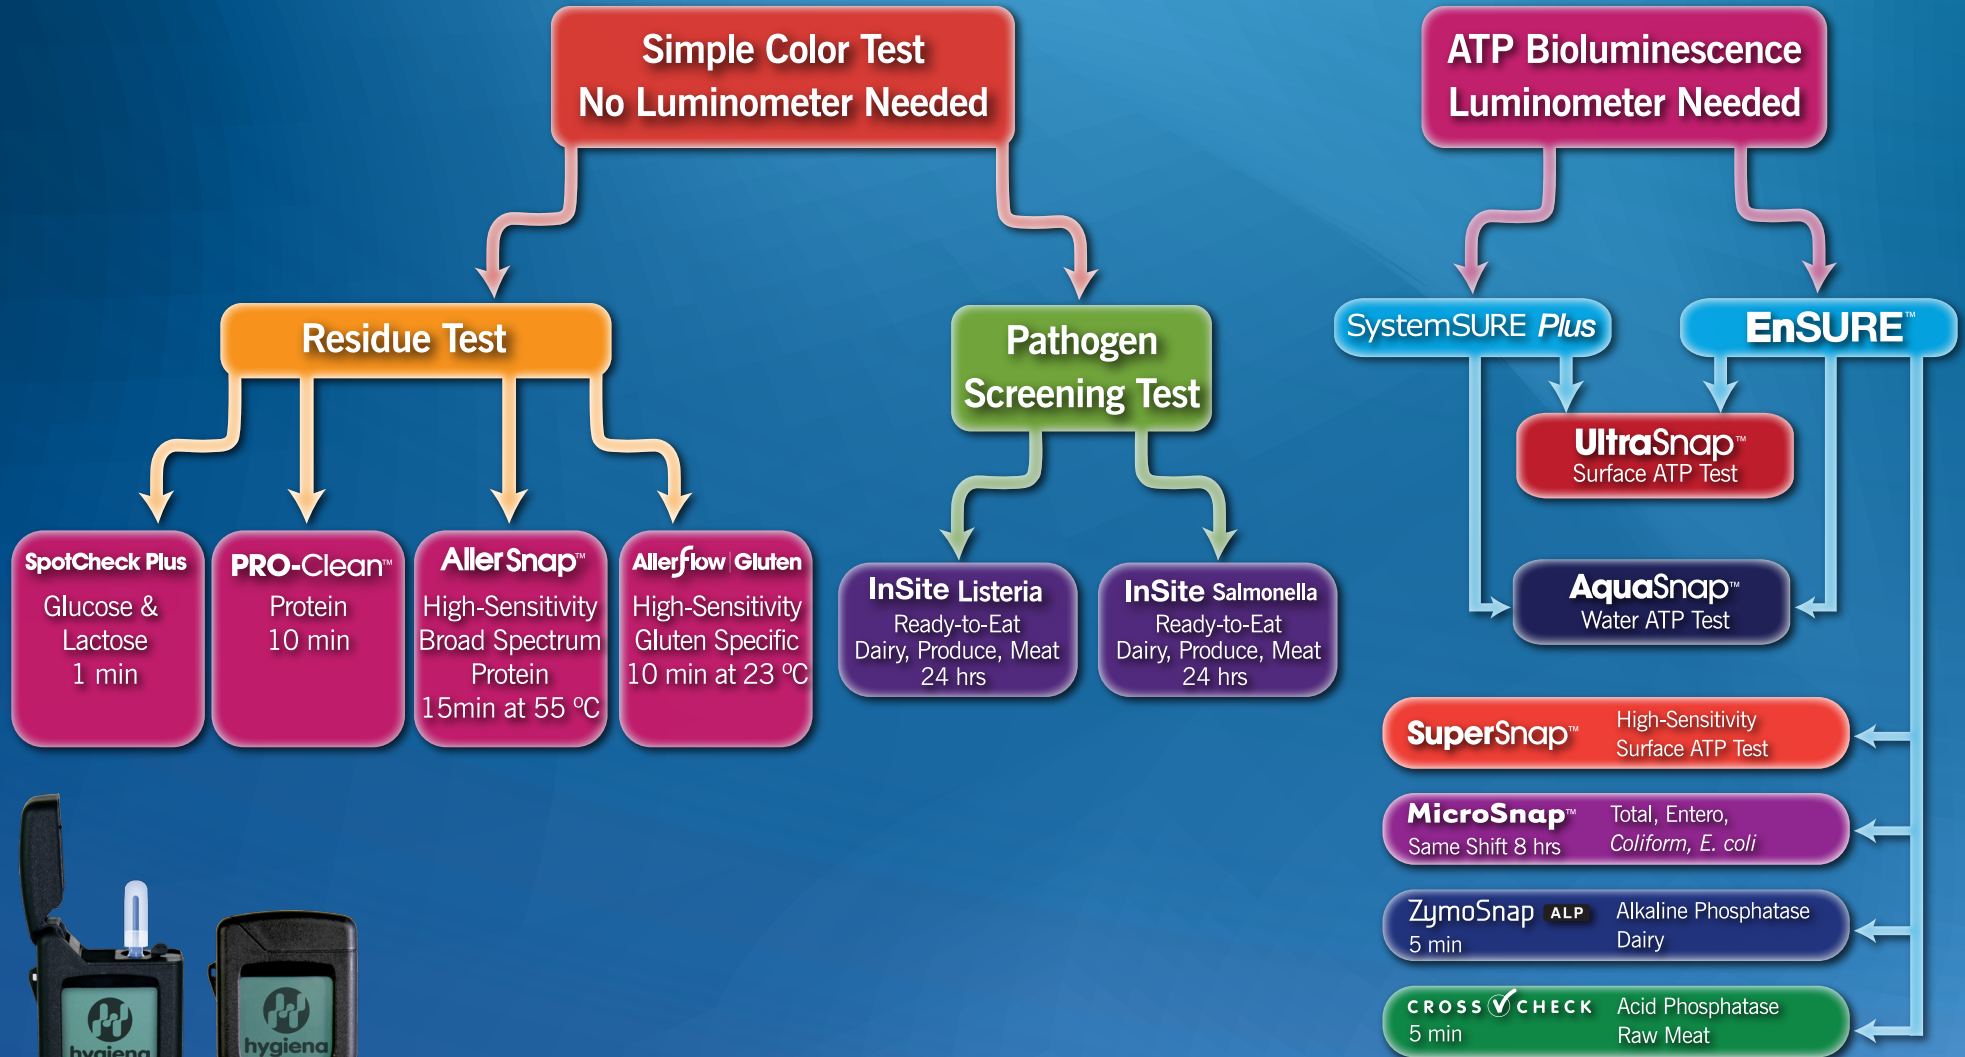 Simple Color Test
No Luminometer Needed
ATP Bioluminescence
Luminometer Needed
Residue Test
Pathogen
Screening Test
SystemSURE Plus
EnSURE™
UltraSnap™
Surface ATP Test
AquaSnap™
Water ATP Test
SpotCheck Plus
Glucose &
Lactose
1 min
PRO-Clean™
Protein
10 min
AllerSnap™
High-Sensitivity
Broad Spectrum
Protein
15min at 55 ºC
Allerflow | Gluten
High-Sensitivity
Gluten Specific
10 min at 23 ºC
InSite Listeria
Ready-to-Eat
Dairy, Produce, Meat
24 hrs
InSite Salmonella
Ready-to-Eat
Dairy, Produce, Meat
24 hrs
SuperSnap™
High-Sensitivity
Surface ATP Test
MicroSnap™
Same Shift 8 hrs
Total, Entero,
Coliform, E. coli
ZymoSnap ALP
5 min
Alkaline Phosphatase
Dairy
CROSS CHECK
5 min
Acid Phosphatase
Raw Meat
hygiena
hygiena